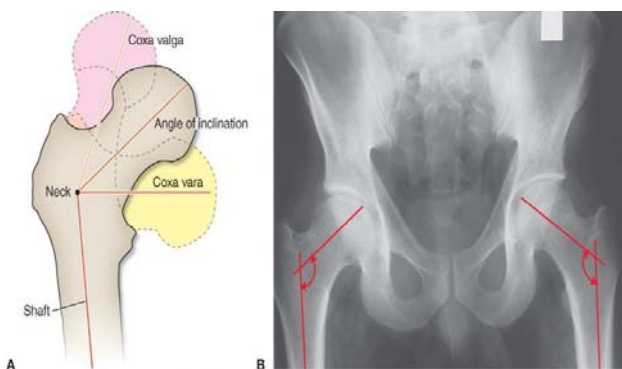 Coxa valga
Angle of inclination
Neck
Coxa vara
Shaft
A
B